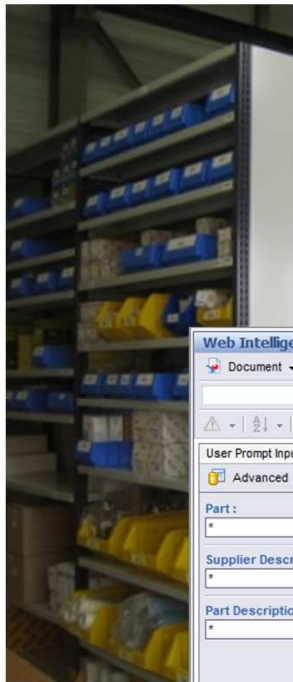 Web Intellige
Document
User Prompt Inpu
Advanced
Part :
*
Supplier Descr
*
Part Descriptio
*